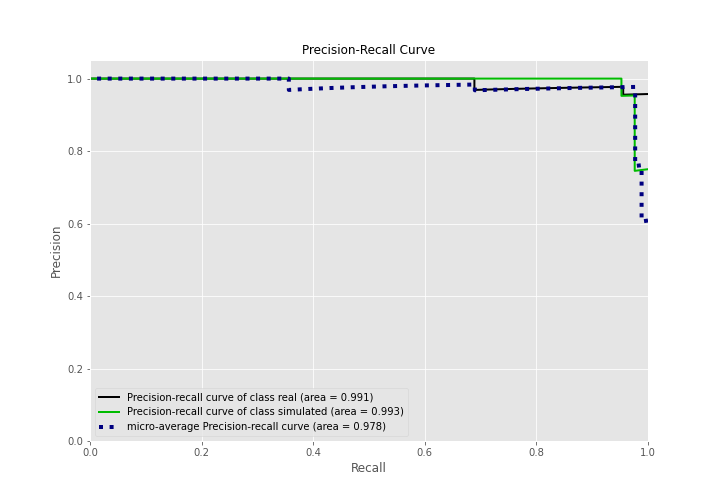 Precision-Recall Curve
1.0
0.8
0.6
0.4
0.2
0.0
Precision
Precision-recall curve of class real (area = 0.991)
Precision-recall curve of class simulated (area = 0.993)
micro-average Precision-recall curve (area = 0.978)
0.0 0.2 0.4 0.6 0.8 1.0
Recall